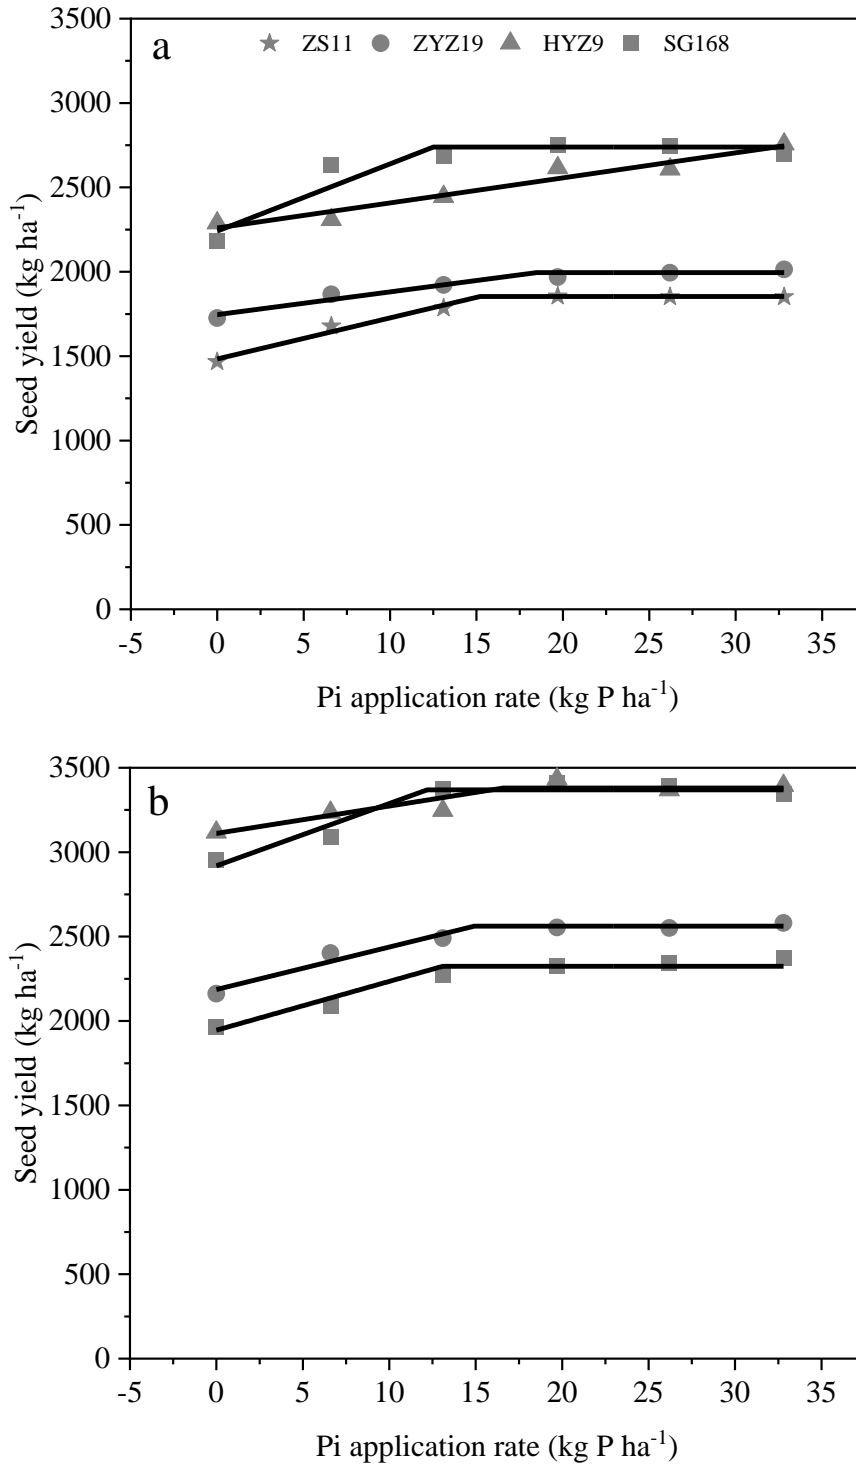 3500
a
ZS11 ZYZ19 HYZ9 SG168
3000
2500
2000
1500
1000
500
0
Seed yield (kg ha-1)
-5 0 5 10 15 20 25 30 35
Pi application rate (kg P ha-1)
3500
b
3000
2500
2000
1500
1000
500
0
Seed yield (kg ha-1)
-5 0 5 10 15 20 25 30 35
Pi application rate (kg P ha-1)